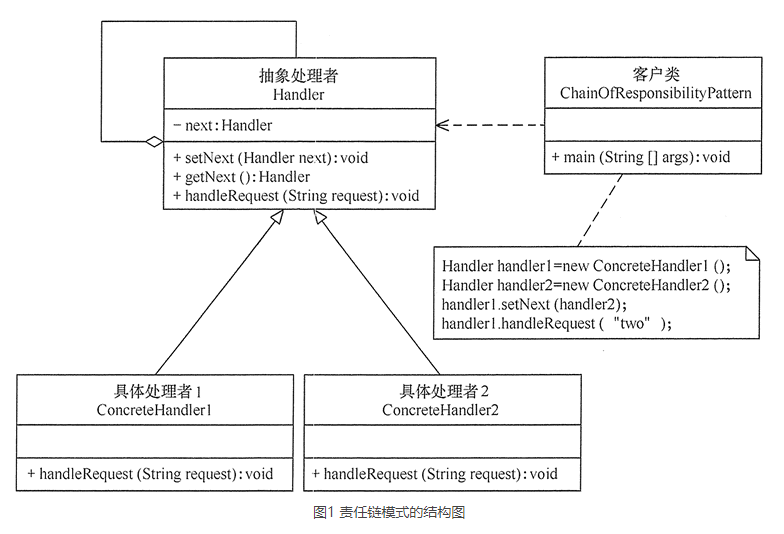 抽象处理者
Handler
− next:Handler
+ setNext (Handler next):void
+ getNext ():Handler
+ handleRequest (String request):void
客户类
ChainOfResponsibilityPattern
+ main (String [] args):void
Handler handler1=new ConcreteHandler1 ();
Handler handler2=new ConcreteHandler2 ();
handler1.setNext (handler2);
handler1.handleRequest ( "two" );
具体处理者1
ConcreteHandler1
+ handleRequest (String request):void
具体处理者2
ConcreteHandler2
+ handleRequest (String request):void
图1 责任链模式的结构图